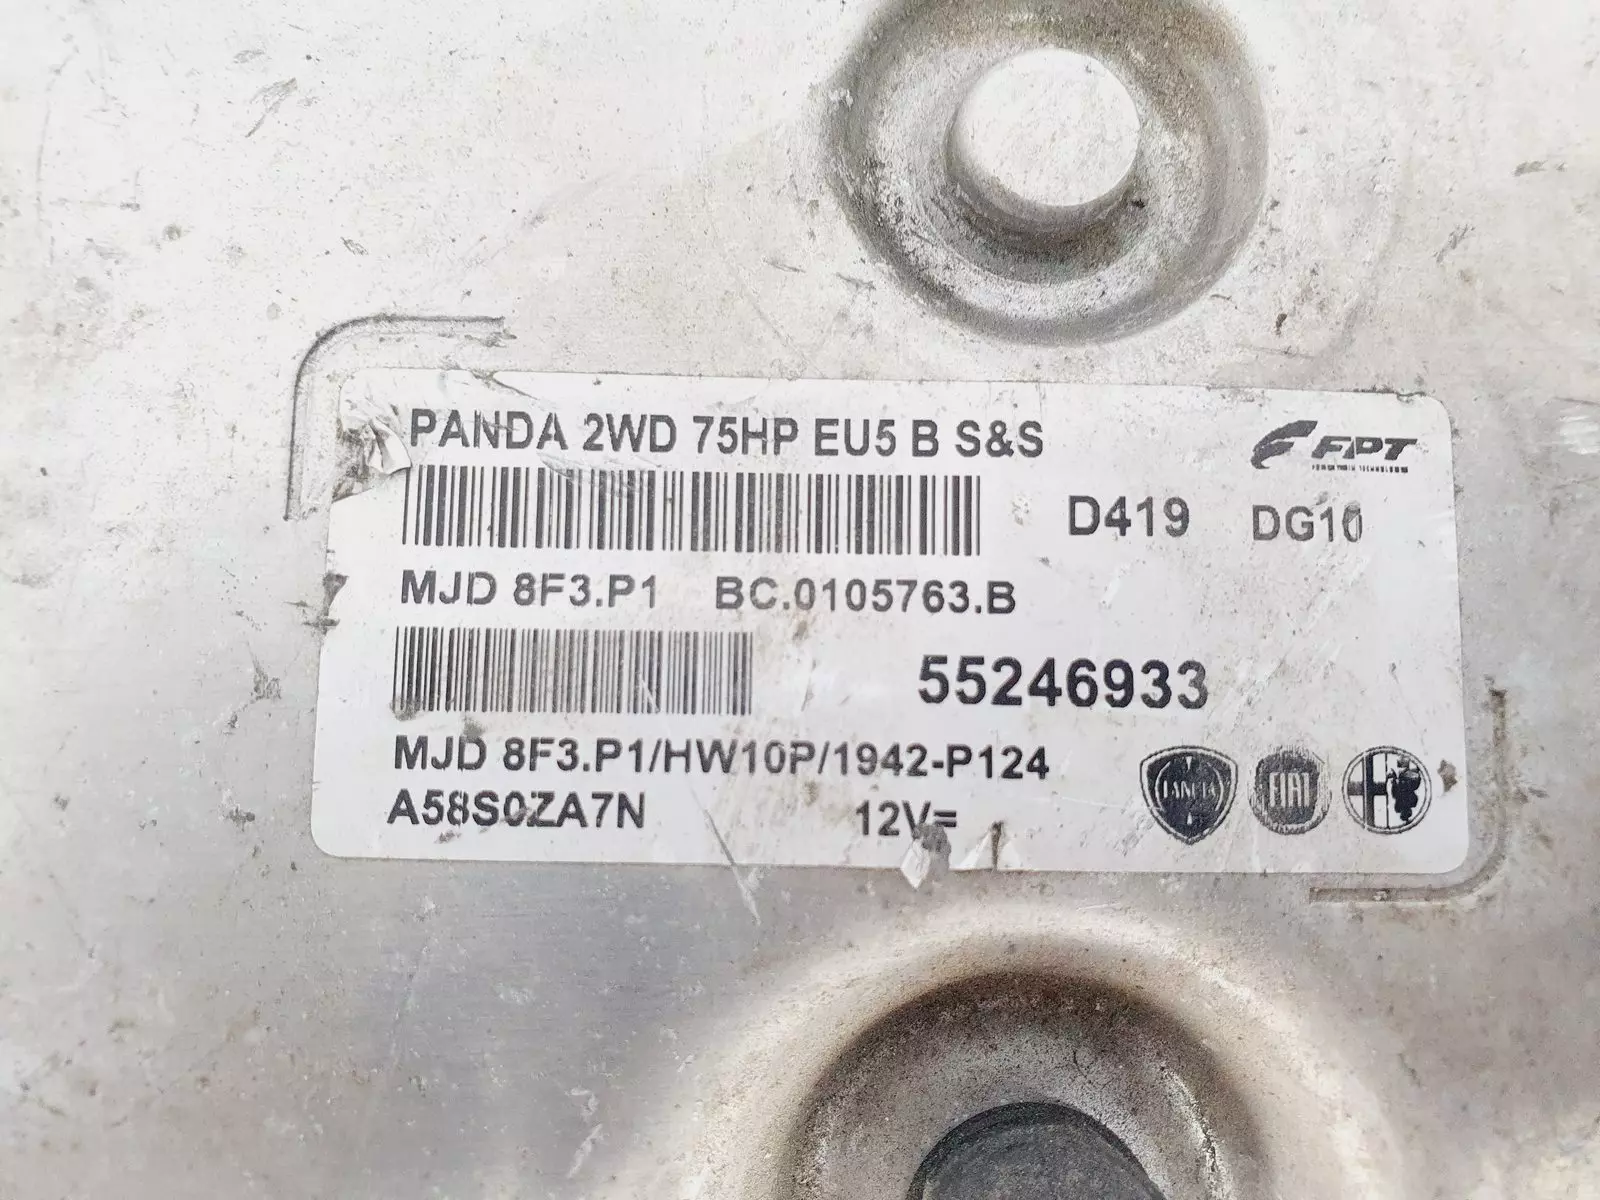 PANDA 2WD 75HP EU5 B S&S
FPT
D419 DG10
MJD 8F3.P1 BC.0105763.B
55246933
MJD 8F3.P1/HW10P/1942-P124
A58S0ZA7N 12V=
LANCIA FIAT